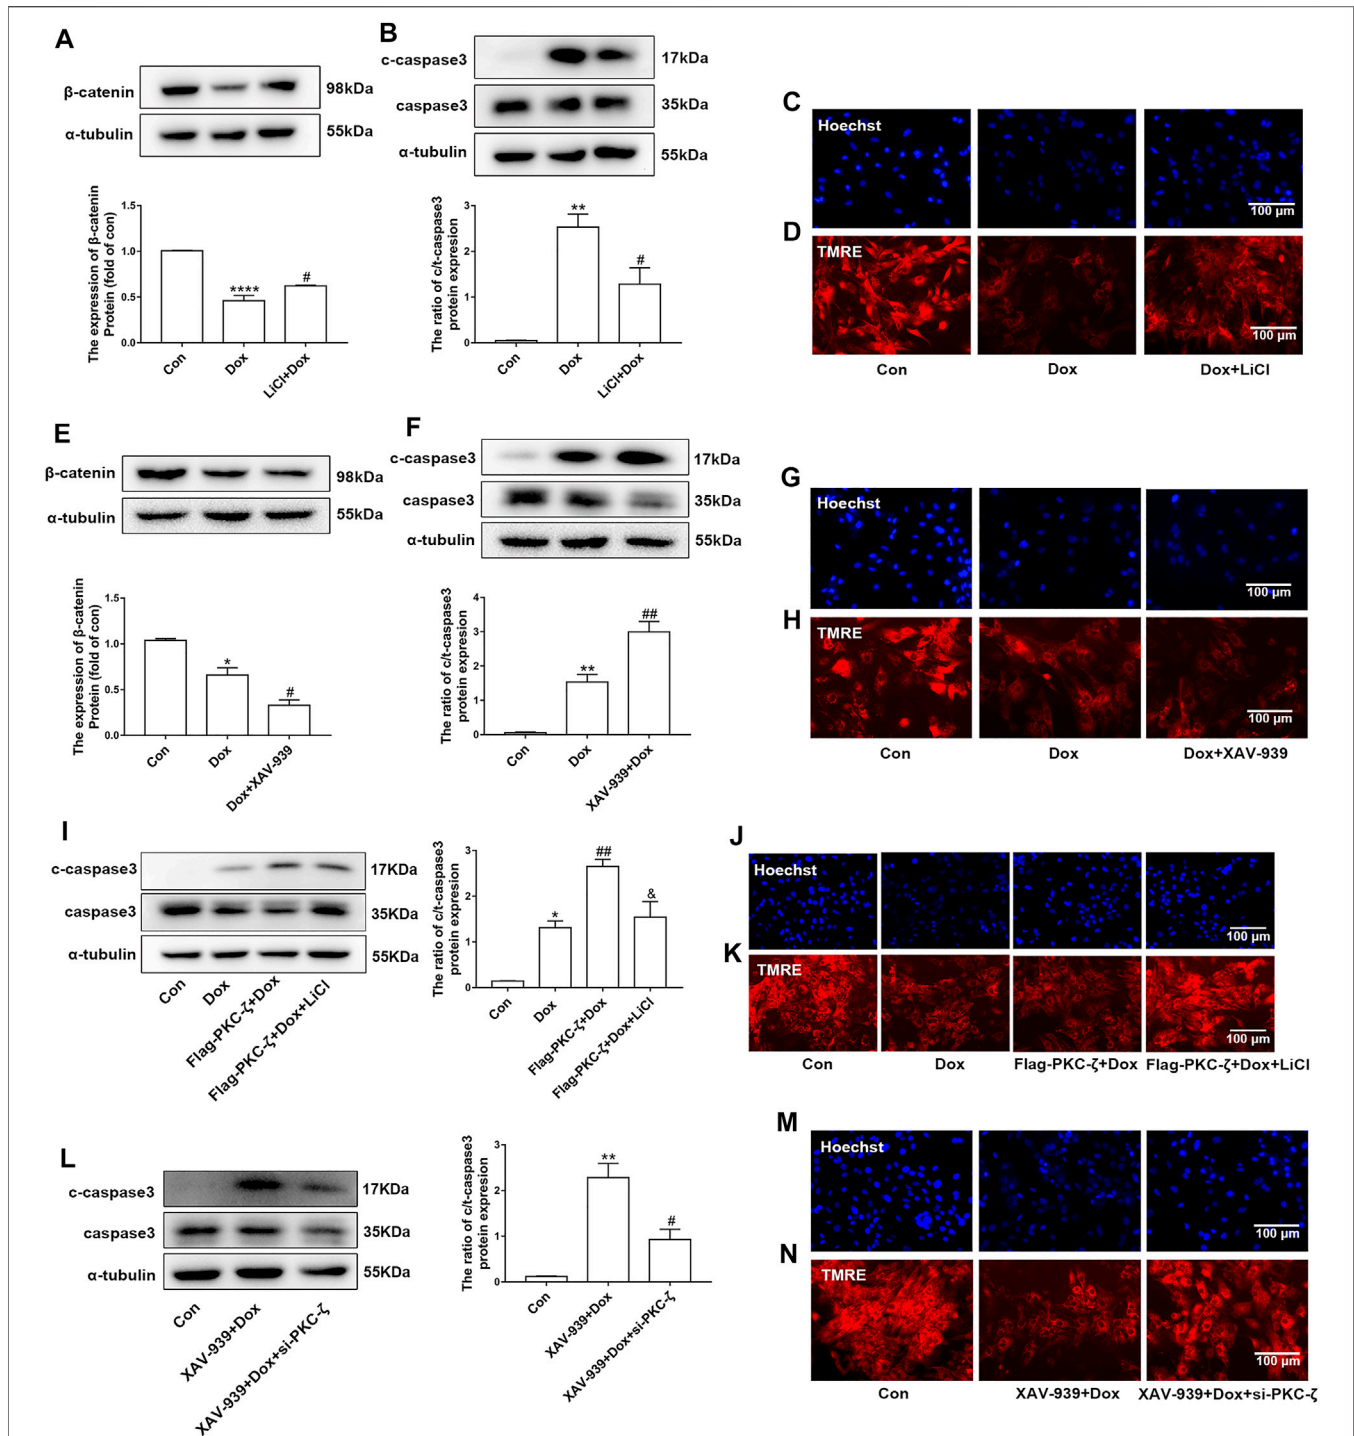 A
β-catenin
98kDa
α-tubulin
55kDa
The expression of β-catenin
Protein (fold of con)
1.5
1.0
0.5
0.0
****
#
Con
Dox
LiCl+Dox
B
c-caspase3
17kDa
caspase3
35kDa
α-tubulin
55kDa
The ratio of c/t-caspase3
protein expression
3
2
1
0
**
#
Con
Dox
LiCl+Dox
C
Hoechst
100 µm
D
TMRE
100 µm
Con
Dox
Dox+LiCl
E
β-catenin
98kDa
α-tubulin
55kDa
The expression of β-catenin
Protein (fold of con)
1.5
1.0
0.5
0.0
*
#
Con
Dox
Dox+XAV-939
F
c-caspase3
17kDa
caspase3
35kDa
α-tubulin
55kDa
The ratio of c/t-caspase3
protein expression
4
3
2
1
0
**
##
Con
Dox
XAV-939+Dox
G
Hoechst
100 µm
H
TMRE
100 µm
Con
Dox
Dox+XAV-939
I
c-caspase3
17KDa
caspase3
35KDa
α-tubulin
55KDa
Con
Dox
Flag-PKC-ζ+Dox
Flag-PKC-ζ+Dox+LiCl
The ratio of c/t-caspase3
protein expression
3
2
1
0
*
##
&
Con
Dox
Flag-PKC-ζ+Dox
Flag-PKC-ζ+Dox+LiCl
J
Hoechst
100 µm
K
TMRE
100 µm
Con
Dox
Flag-PKC-ζ+Dox
Flag-PKC-ζ+Dox+LiCl
L
c-caspase3
17KDa
caspase3
35KDa
α-tubulin
55KDa
Con
XAV-939+Dox
XAV-939+Dox+si-PKC-ζ
The ratio of c/t-caspase3
protein expression
3
2
1
0
**
#
Con
XAV-939+Dox
XAV-939+Dox+si-PKC-ζ
M
Hoechst
100 µm
N
TMRE
100 µm
Con
XAV-939+Dox
XAV-939+Dox+si-PKC-ζ